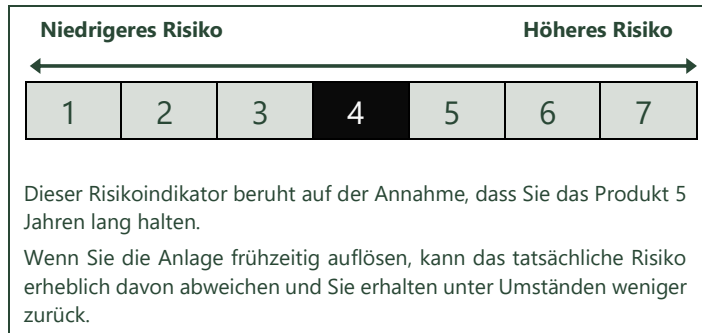 Niedrigeres Risiko Höheres Risiko
1 2 3 4 5 6 7
Dieser Risikoindikator beruht auf der Annahme, dass Sie das Produkt 5
Jahren lang halten.
Wenn Sie die Anlage frühzeitig auflösen, kann das tatsächliche Risiko
erheblich davon abweichen und Sie erhalten unter Umständen weniger
zurück.